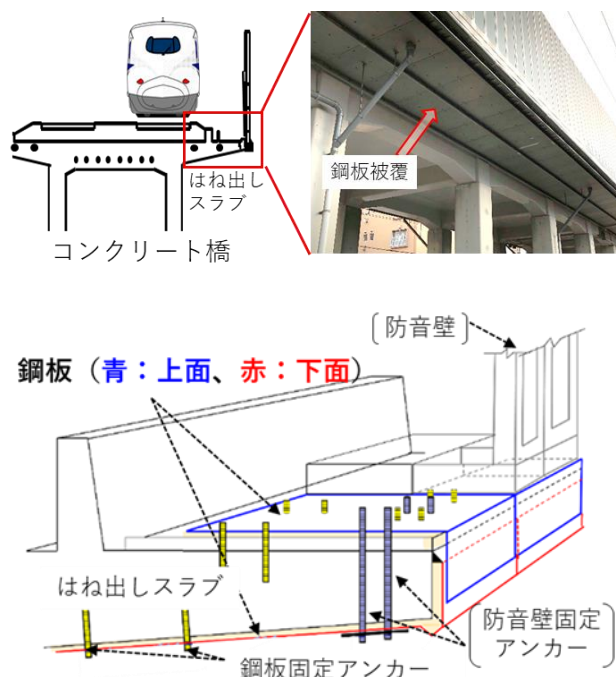 はね出し
スラブ
コンクリート橋
鋼板被覆
防音壁
鋼板（青：上面、赤：下面）
はね出しスラブ
鋼板固定アンカー
防音壁固定
アンカー